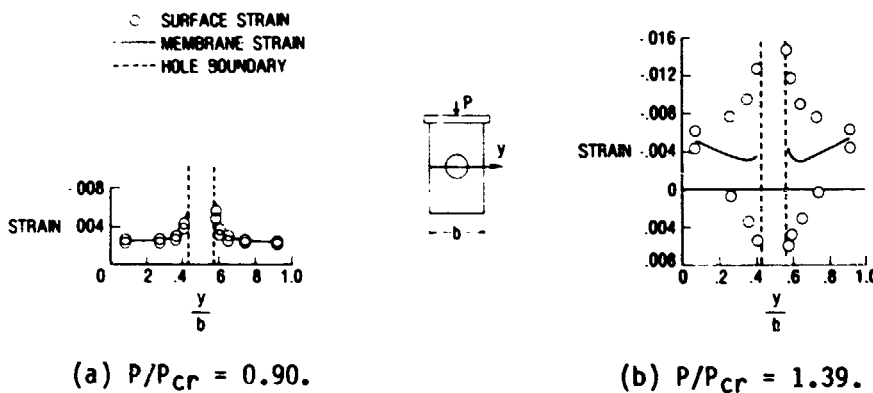 SURFACE STRAIN
MEMBRANE STRAIN
HOLE BOUNDARY
.008
.004
STRAIN
0 .2 .4 .6 .8 1.0
y
b
(a) P/Pcr = 0.90.
P
y
b
-.016
-.012
-.008
STRAIN
-.004
0
.004
.008
0 .2 .4 .6 .8 1.0
y
b
(b) P/Pcr = 1.39.